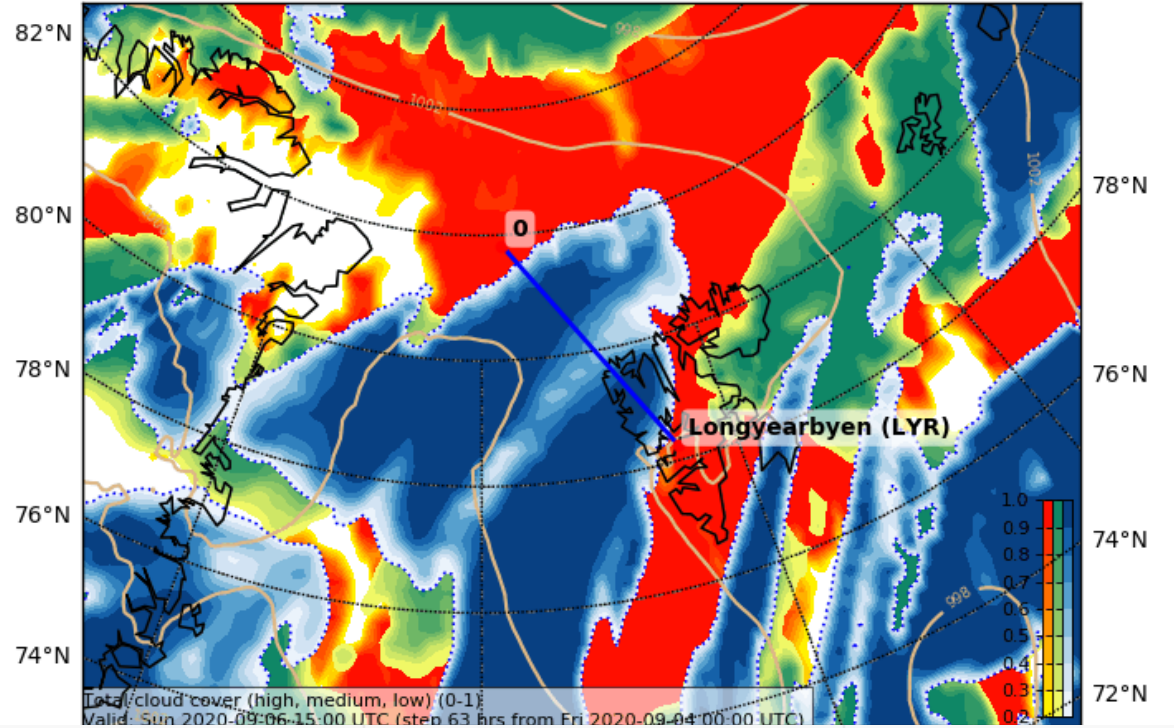 82°N
80°N
78°N
76°N
74°N
78°N
76°N
74°N
72°N
1002
1002
998
0
Longyearbyen (LYR)
1.0
0.9
0.8
0.7
0.6
0.5
0.4
0.3
0.2
Total cloud cover (high, medium, low) (0-1)
Valid: Sun 2020-09-06 15:00 UTC (step 63 hrs from Fri 2020-09-04 00:00 UTC)